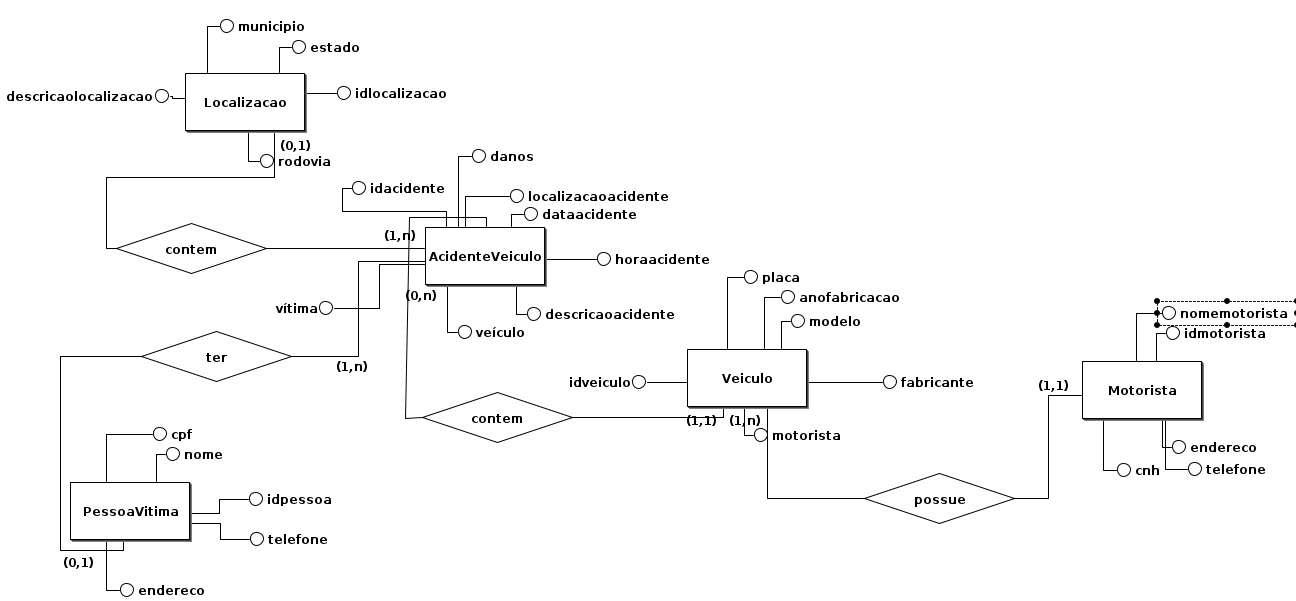 municipio
estado
descricaolocalizacao
Localizacao
idlocalizacao
(0,1)
rodovia
danos
idacidente
localizacaoacidente
dataacidente
(1,n)
contem
AcidenteVeiculo
horaacidente
(0,n)
vítima
descricaoacidente
veículo
ter
(1,n)
placa
anofabricacao
modelo
idveiculo
Veiculo
fabricante
contem
(1,1)
(1,n)
motorista
nomemotorista
idmotorista
(1,1)
Motorista
endereco
cnh
telefone
possue
cpf
nome
idpessoa
PessoaVitima
telefone
(0,1)
endereco